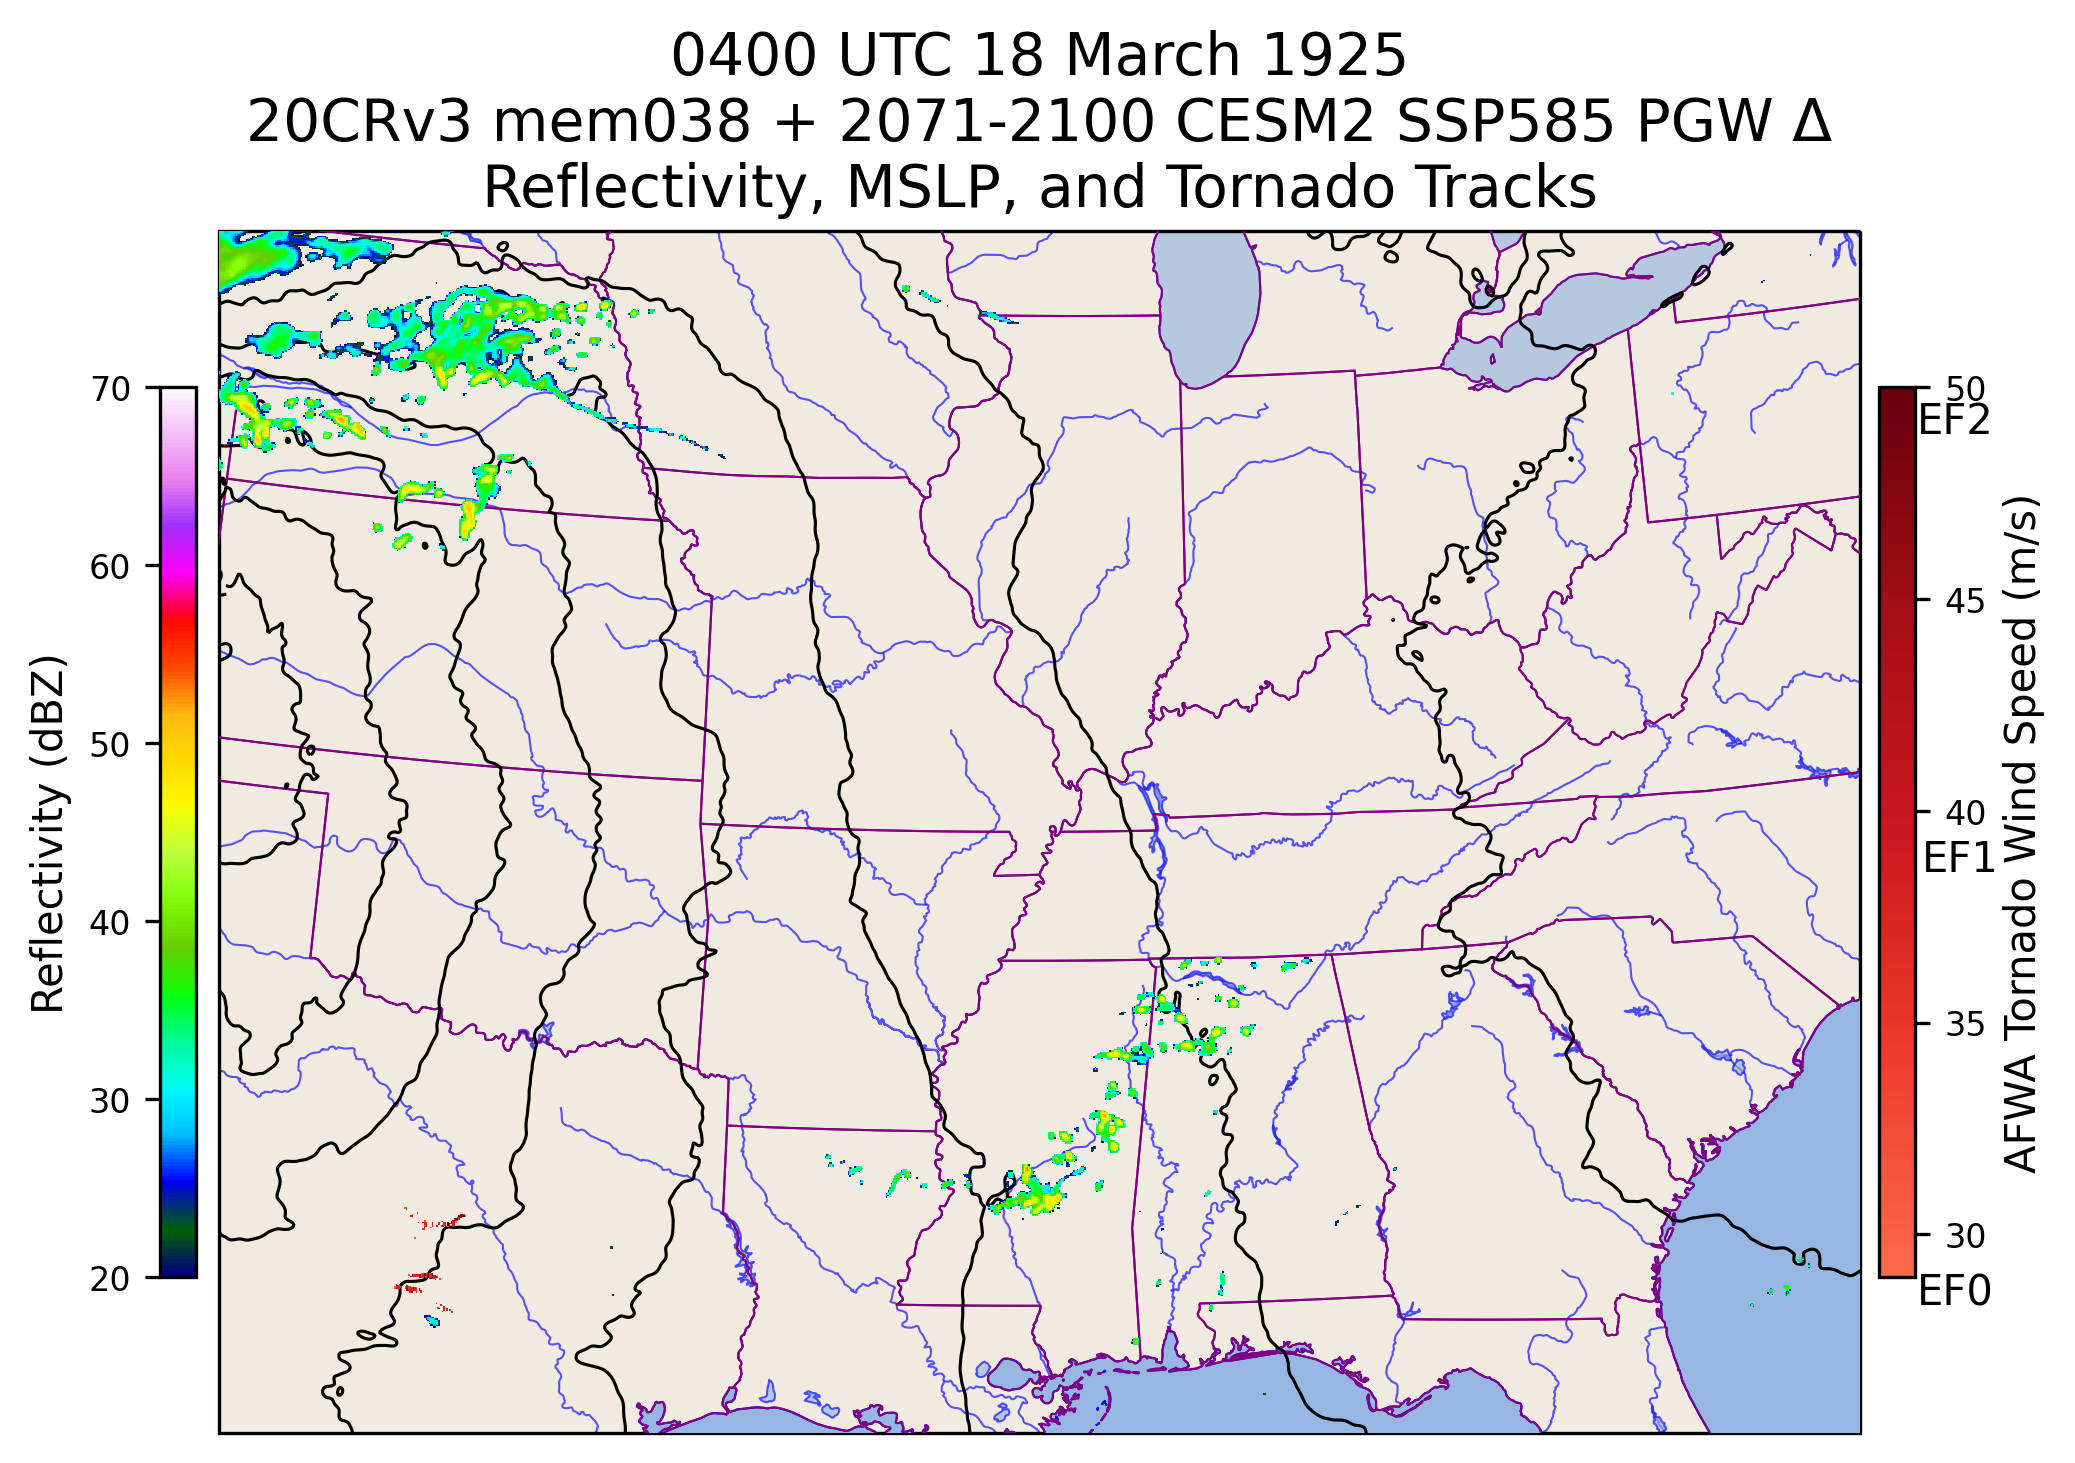 0400 UTC 18 March 1925
20CRv3 mem038 + 2071-2100 CESM2 SSP585 PGW Δ
Reflectivity, MSLP, and Tornado Tracks
Reflectivity (dBZ)
70
60
50
40
30
20
50
EF2
45
40
EF1
35
30
EF0
AFWA Tornado Wind Speed (m/s)